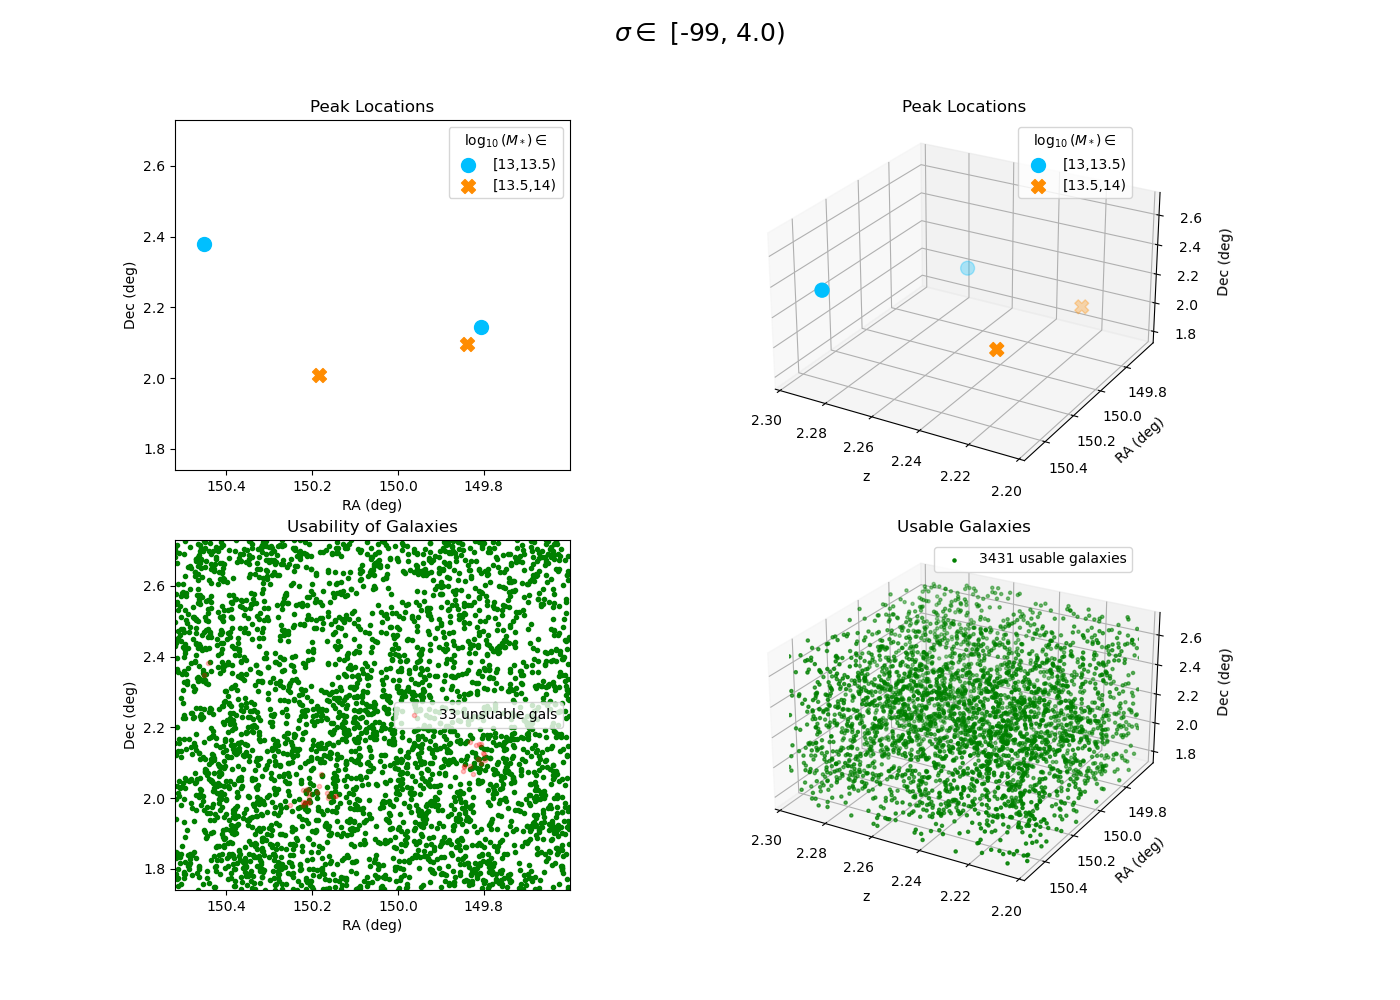 σ ∈ [-99, 4.0)
Peak Locations
log₁₀(M*) ∈
[13,13.5)
[13.5,14)
2.6
2.4
2.2
2.0
1.8
Dec (deg)
150.4 150.2 150.0 149.8
RA (deg)
Peak Locations
log₁₀(M*) ∈
[13,13.5)
[13.5,14)
2.6
2.4
2.2
2.0
1.8
Dec (deg)
149.8
150.0
150.2
150.4
RA (deg)
2.30
2.28
2.26
2.24
2.22
2.20
z
Usability of Galaxies
33 unsuable gals
2.6
2.4
2.2
2.0
1.8
Dec (deg)
150.4 150.2 150.0 149.8
RA (deg)
Usable Galaxies
3431 usable galaxies
2.6
2.4
2.2
2.0
1.8
Dec (deg)
149.8
150.0
150.2
150.4
RA (deg)
2.30
2.28
2.26
2.24
2.22
2.20
z